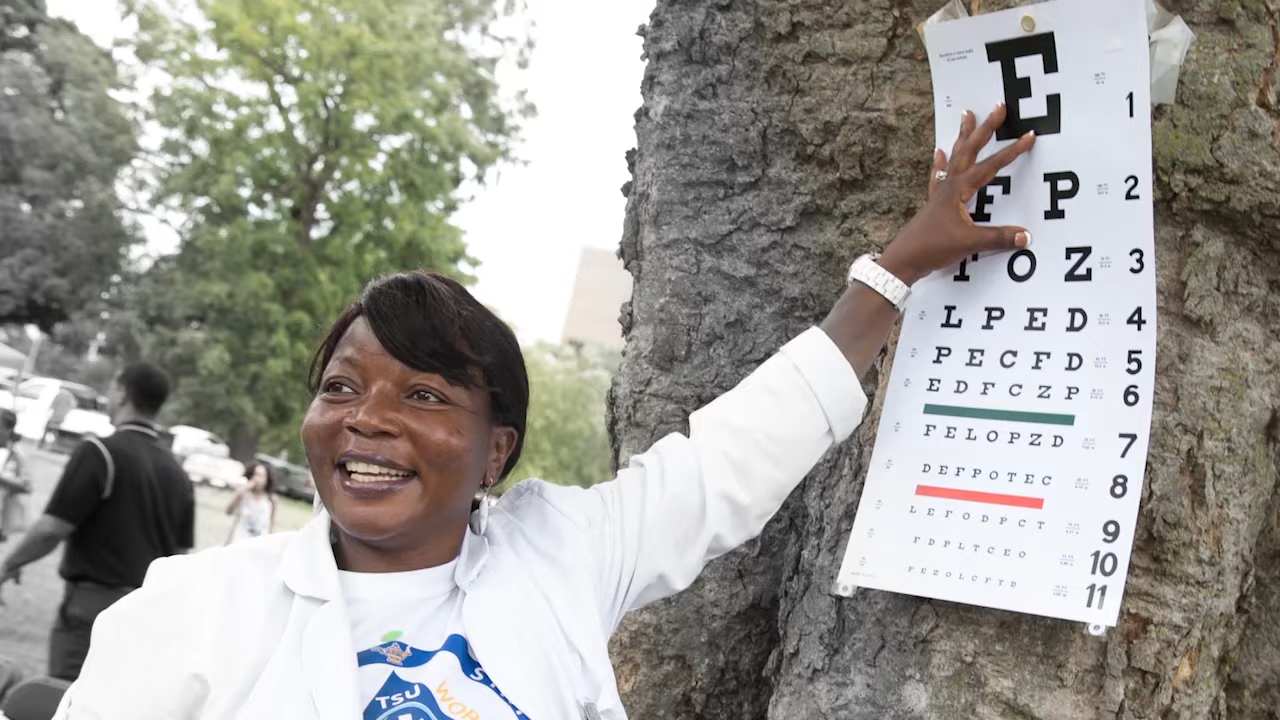 E 1
F P 2
T O Z 3
L P E D 4
P E C F D 5
E D F C Z P 6
F E L O P Z D 7
D E F P O T E C 8
L E F O D P C T 9
F D P L T C E O 10
P E Z O L C F T D 11
TSU